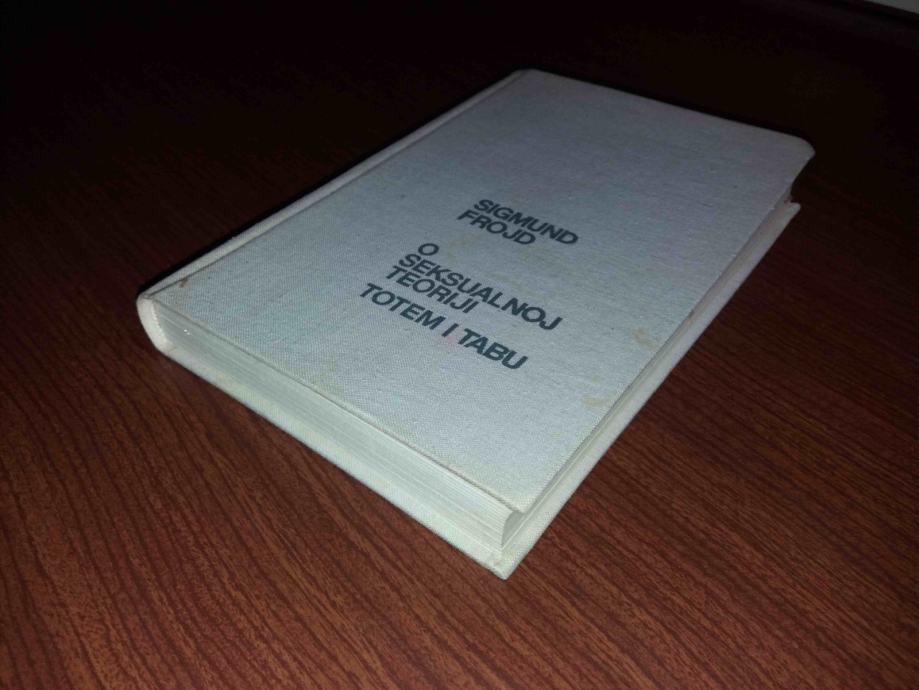 SIGMUND
FROJD
O
SEKSUALNOJ
TEORIJI
TOTEM I TABU